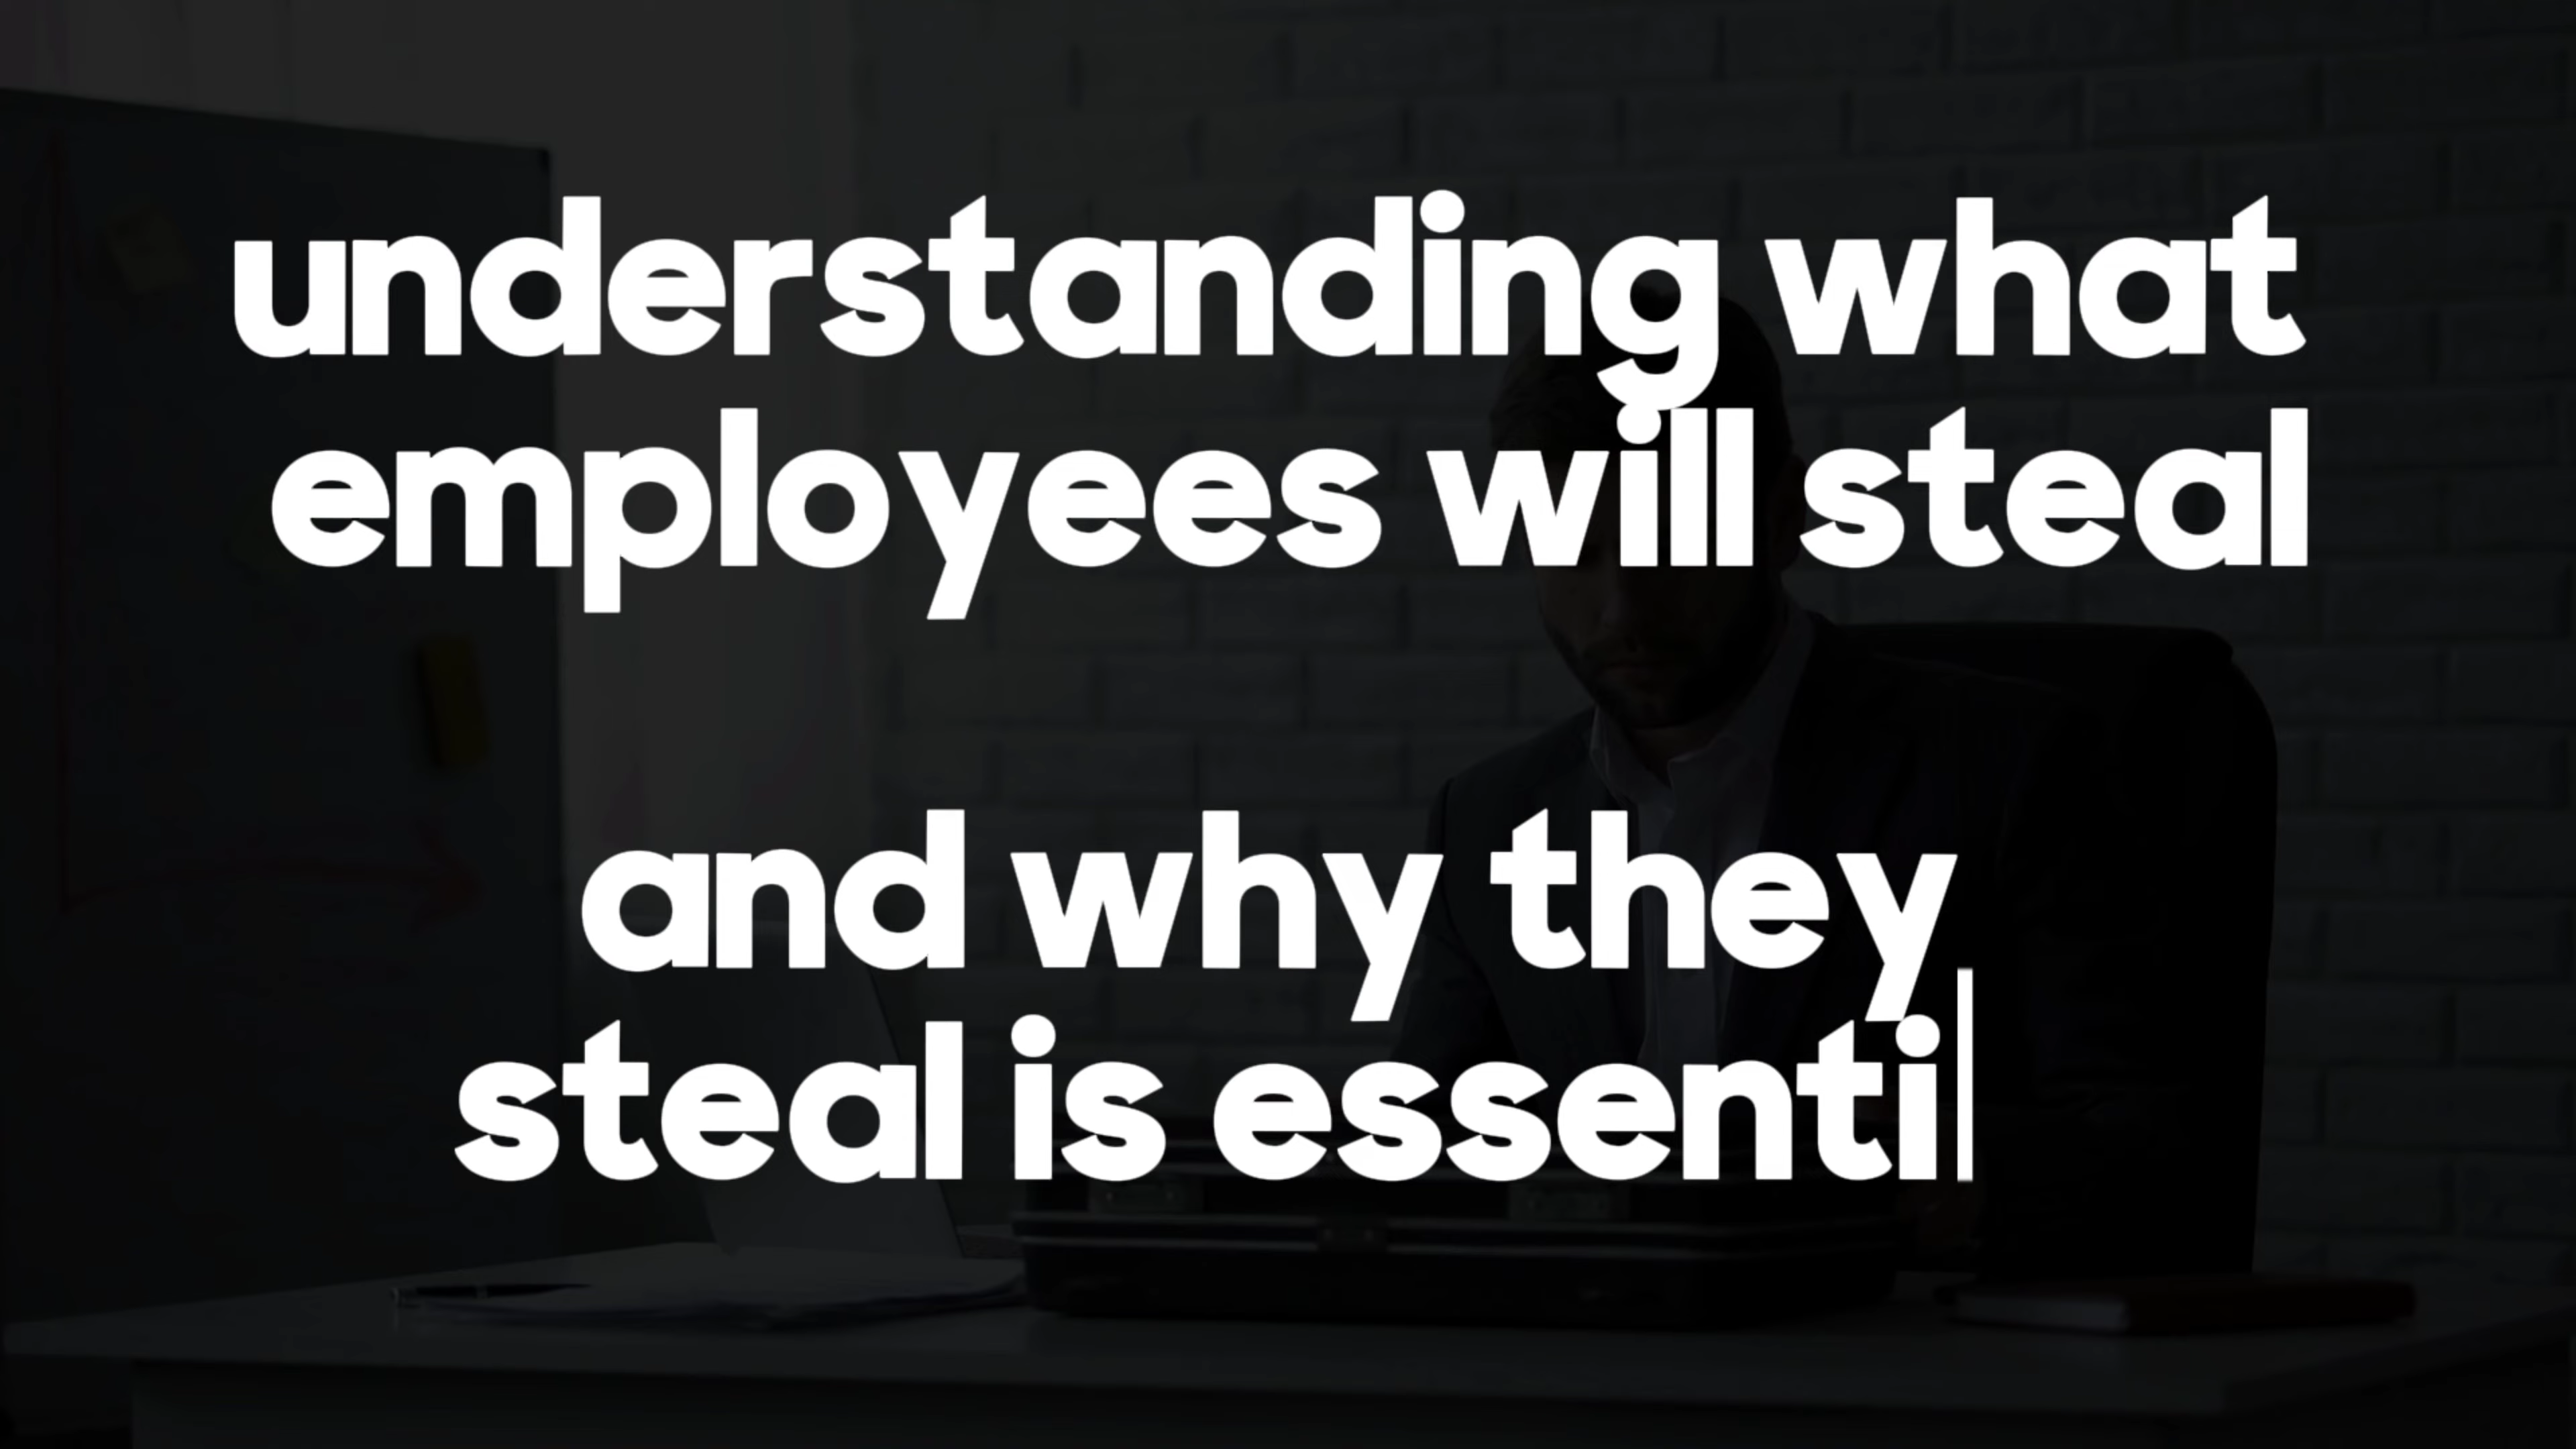 understanding what
employees will steal
and why they
steal is essenti